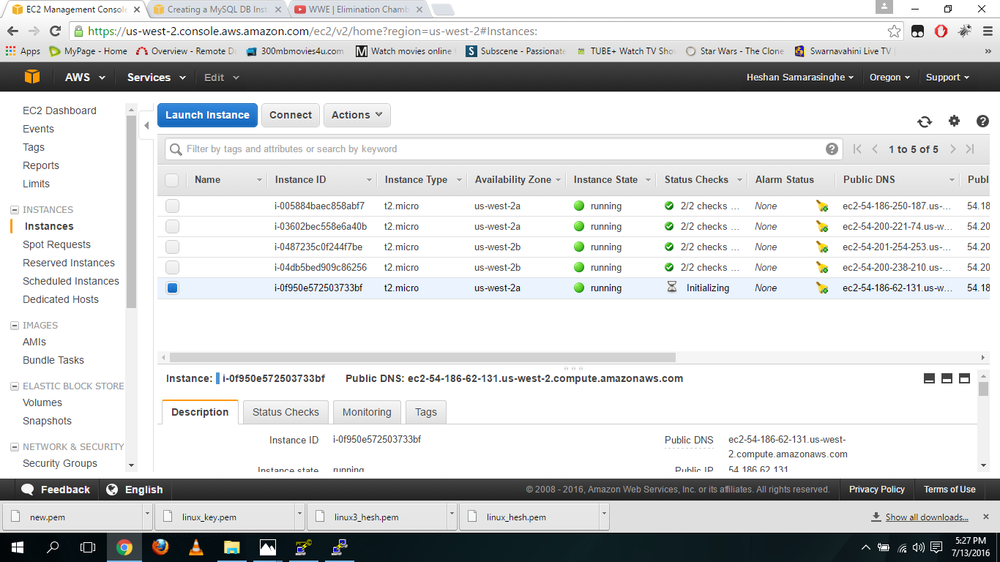 EC2 Management Conso
Creating a MySQL DB Inst
WWE | Elimination Chamb
https://us-west-2.console.aws.amazon.com/ec2/v2/home?region=us-west-2#Instances:
Apps MyPage - Home Overview - Remote D 300mbmovies4u.com Watch movies online Subscene - Passionate TUBE+ Watch TV Sho Star Wars - The Clone Swarnavahini Live TV »
AWS Services Edit Heshan Samarasinghe Oregon Support
EC2 Dashboard
Events
Tags
Reports
Limits
INSTANCES
Instances
Spot Requests
Reserved Instances
Scheduled Instances
Dedicated Hosts
IMAGES
AMIs
Bundle Tasks
ELASTIC BLOCK STORE
Volumes
Snapshots
NETWORK & SECURITY
Security Groups
Launch Instance Connect Actions
Filter by tags and attributes or search by keyword 1 to 5 of 5
Name Instance ID Instance Type Availability Zone Instance State Status Checks Alarm Status Public DNS Publ
i-005884baec858abf7 t2.micro us-west-2a running 2/2 checks ... None ec2-54-186-250-187.us-... 54.18
i-03602bec558e6a40b t2.micro us-west-2a running 2/2 checks ... None ec2-54-200-221-74.us-w... 54.20
i-0487235c0f244f7be t2.micro us-west-2b running 2/2 checks ... None ec2-54-201-254-253.us-... 54.20
i-04db5bed909c86256 t2.micro us-west-2b running 2/2 checks ... None ec2-54-200-238-210.us-... 54.20
i-0f950e572503733bf t2.micro us-west-2a running Initializing None ec2-54-186-62-131.us-w... 54.18
Instance: i-0f950e572503733bf Public DNS: ec2-54-186-62-131.us-west-2.compute.amazonaws.com
Description Status Checks Monitoring Tags
Instance ID i-0f950e572503733bf Public DNS ec2-54-186-62-131.us-west-
2.compute.amazonaws.com
Instance state running Public IP 54.186.62.131
Feedback English © 2008 - 2016, Amazon Web Services, Inc. or its affiliates. All rights reserved. Privacy Policy Terms of Use
new.pem linux_key.pem linux3_hesh.pem linux_hesh.pem Show all downloads...
5:27 PM
7/13/2016